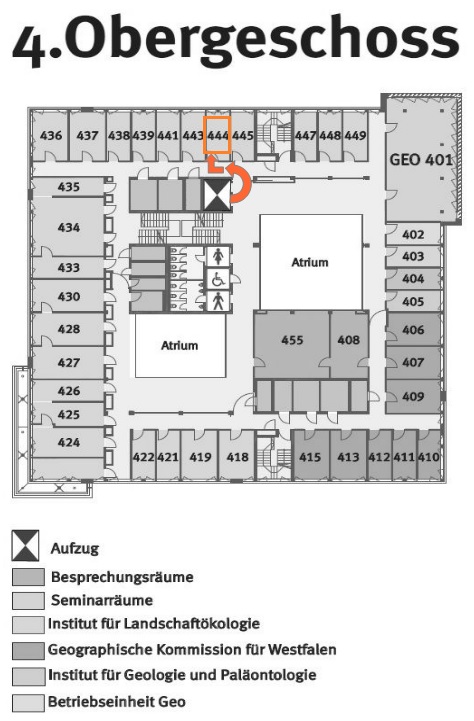 4.Obergeschoss
436 437 438 439 441 443 444 445 447 448 449
GEO 401
435
434
433
430
428
427
426
425
424
402
403
404
405
406
407
409
Atrium
Atrium
455 408
422 421 419 418 415 413 412 411 410
Aufzug
Besprechungsräume
Seminarräume
Institut für Landschaftökologie
Geographische Kommission für Westfalen
Institut für Geologie und Paläontologie
Betriebseinheit Geo